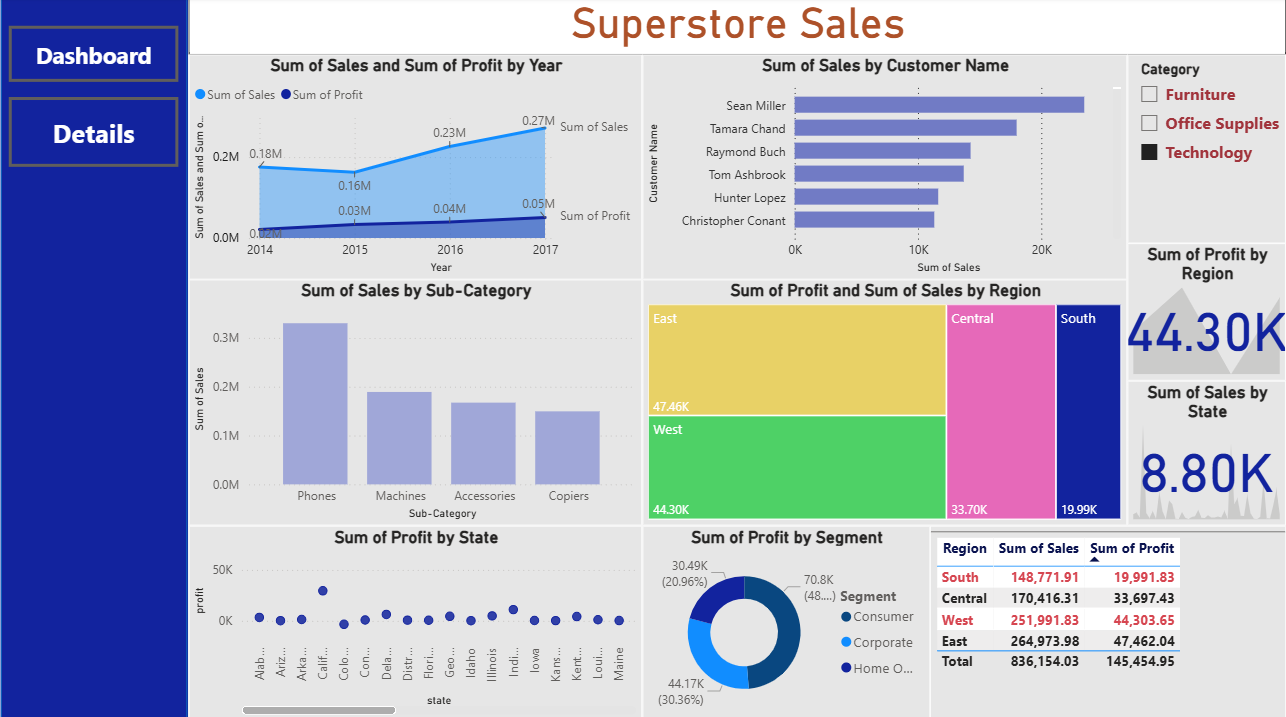 Superstore Sales
Dashboard
Details
Sum of Sales and Sum of Profit by Year
Sum of Sales Sum of Profit
Sum of Sales and Sum o...
0.2M
0.0M
0.18M
0.16M
0.23M
0.27M
Sum of Sales
0.02M
0.03M
0.04M
0.05M
Sum of Profit
2014 2015 2016 2017
Year
Sum of Sales by Customer Name
Customer Name
Sean Miller
Tamara Chand
Raymond Buch
Tom Ashbrook
Hunter Lopez
Christopher Conant
0K 10K 20K
Sum of Sales
Category
Furniture
Office Supplies
Technology
Sum of Profit by
Region
44.30K
Sum of Sales by
State
8.80K
Sum of Sales by Sub-Category
Sum of Sales
0.3M
0.2M
0.1M
0.0M
Phones Machines Accessories Copiers
Sub-Category
Sum of Profit and Sum of Sales by Region
East
47.46K
West
44.30K
Central
33.70K
South
19.99K
Sum of Profit by State
profit
50K
0K
Alab... Ariz... Arka... Calif... Colo... Con... Dela... Distr... Flori... Geo... Idaho Illinois Indi... Iowa Kans... Kent... Loui... Maine
state
Sum of Profit by Segment
30.49K
(20.96%)
70.8K
(48....)
44.17K
(30.36%)
Segment
Consumer
Corporate
Home O...
Region Sum of Sales Sum of Profit
South 148,771.91 19,991.83
Central 170,416.31 33,697.43
West 251,991.83 44,303.65
East 264,973.98 47,462.04
Total 836,154.03 145,454.95